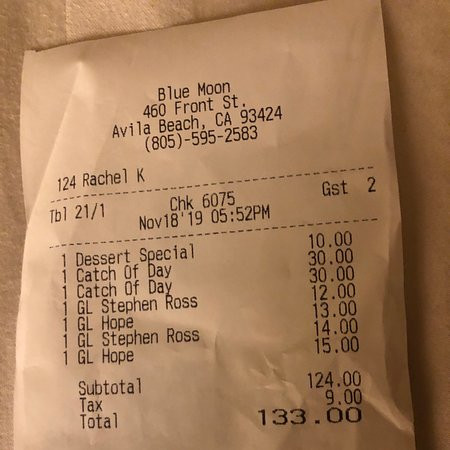 Blue Moon
460 Front St.
Avila Beach, CA 93424
(805)-595-2583
124 Rachel K
Tbl 21/1 Chk 6075 Gst 2
Nov18'19 05:52PM
1 Dessert Special 10.00
1 Catch Of Day 30.00
1 Catch Of Day 30.00
1 GL Stephen Ross 12.00
1 GL Hope 13.00
1 GL Stephen Ross 14.00
1 GL Hope 15.00
Subtotal 124.00
Tax 9.00
Total 133.00